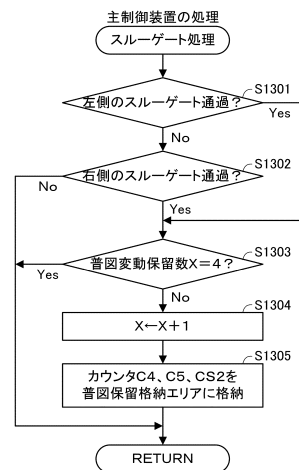 主制御装置の処理
スルーゲート処理
S1301
左側のスルーゲート通過？
Yes
No
S1302
右側のスルーゲート通過？
No
Yes
S1303
普図変動保留数X＝4？
Yes
No
S1304
X←X＋1
S1305
カウンタC4、C5、CS2を
普図保留格納エリアに格納
RETURN